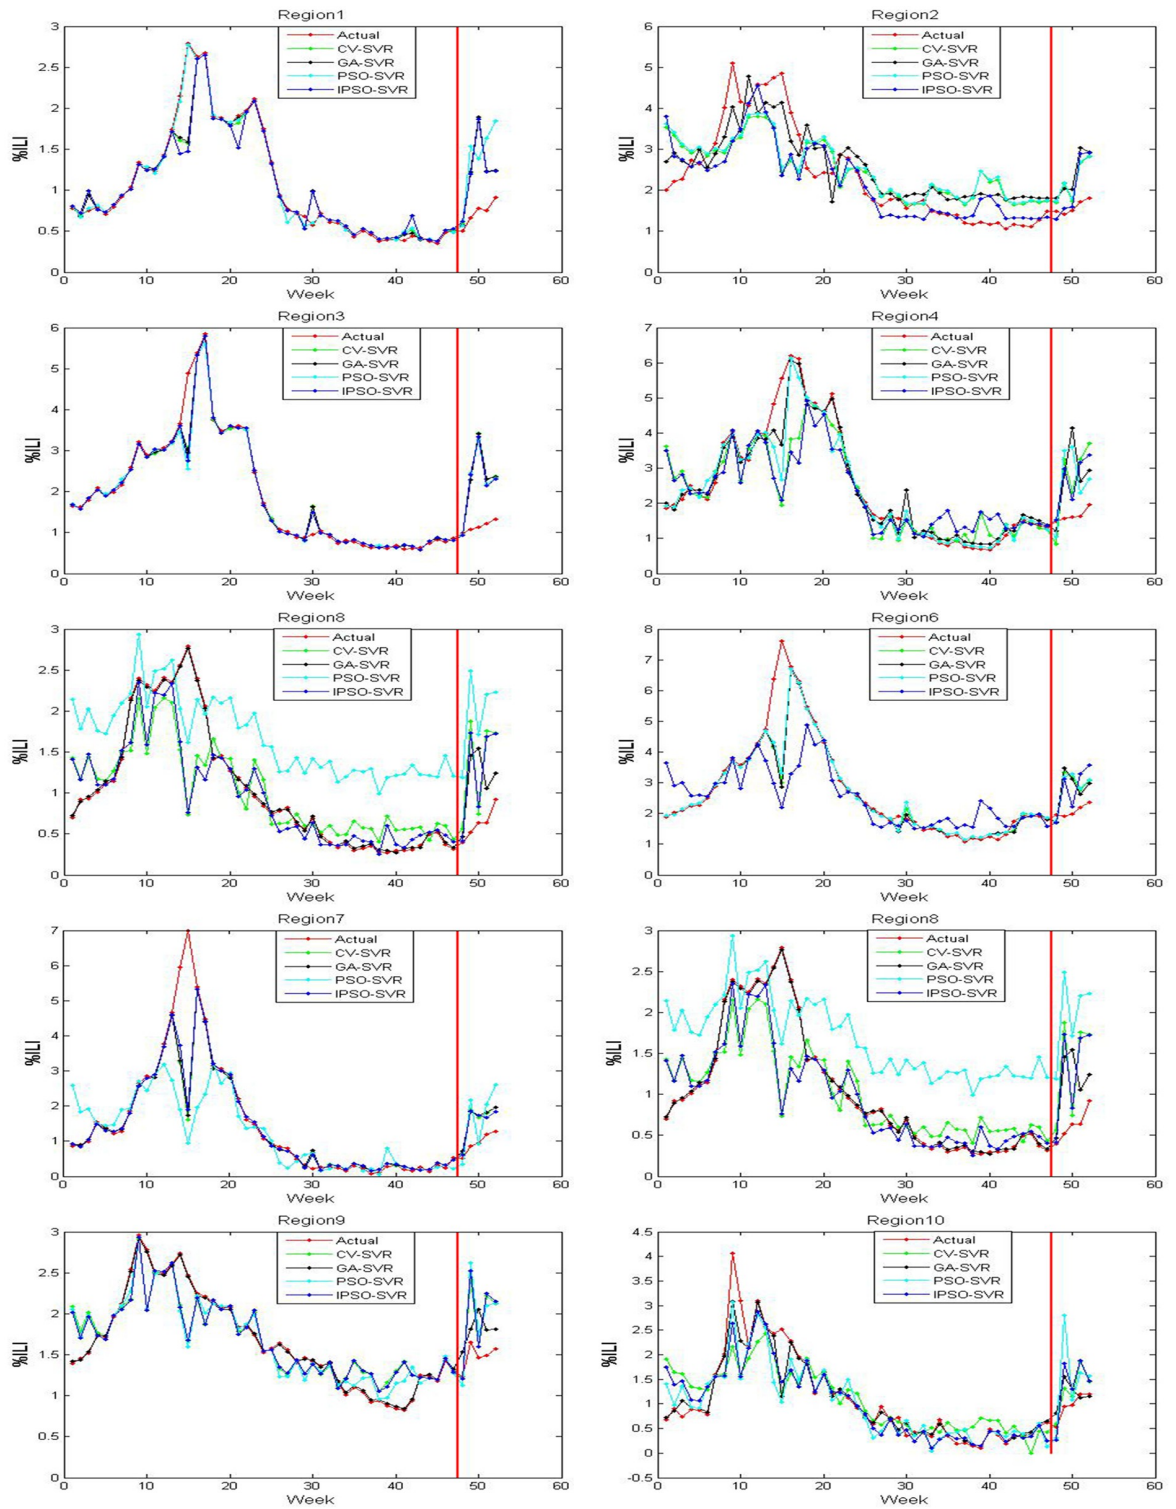 Region1
3
2.5
2
1.5
1
0.5
0
%ILI
Actual
CV-SVR
GA-SVR
PSO-SVR
IPSO-SVR
0 10 20 30 40 50 60
Week
Region2
6
5
4
3
2
1
0
%ILI
Actual
CV-SVR
GA-SVR
PSO-SVR
IPSO-SVR
0 10 20 30 40 50 60
Week
Region3
6
5
4
3
2
1
0
%ILI
Actual
CV-SVR
GA-SVR
PSO-SVR
IPSO-SVR
0 10 20 30 40 50 60
Week
Region4
7
6
5
4
3
2
1
0
%ILI
Actual
CV-SVR
GA-SVR
PSO-SVR
IPSO-SVR
0 10 20 30 40 50 60
Week
Region8
3
2.5
2
1.5
1
0.5
0
%ILI
Actual
CV-SVR
GA-SVR
PSO-SVR
IPSO-SVR
0 10 20 30 40 50 60
Week
Region6
8
7
6
5
4
3
2
1
0
%ILI
Actual
CV-SVR
GA-SVR
PSO-SVR
IPSO-SVR
0 10 20 30 40 50 60
Week
Region7
7
6
5
4
3
2
1
0
%ILI
Actual
CV-SVR
GA-SVR
PSO-SVR
IPSO-SVR
0 10 20 30 40 50 60
Week
Region8
3
2.5
2
1.5
1
0.5
0
%ILI
Actual
CV-SVR
GA-SVR
PSO-SVR
IPSO-SVR
0 10 20 30 40 50 60
Week
Region9
3
2.5
2
1.5
1
0.5
0
%ILI
Actual
CV-SVR
GA-SVR
PSO-SVR
IPSO-SVR
0 10 20 30 40 50 60
Week
Region10
4.5
4
3.5
3
2.5
2
1.5
1
0.5
0
-0.5
%ILI
Actual
CV-SVR
GA-SVR
PSO-SVR
IPSO-SVR
0 10 20 30 40 50 60
Week